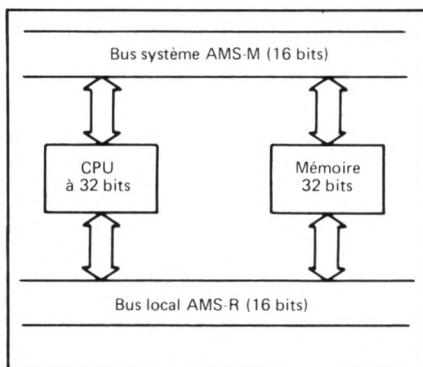 Bus système AMS-M (16 bits)
CPU
à 32 bits
Mémoire
32 bits
Bus local AMS-R (16 bits)